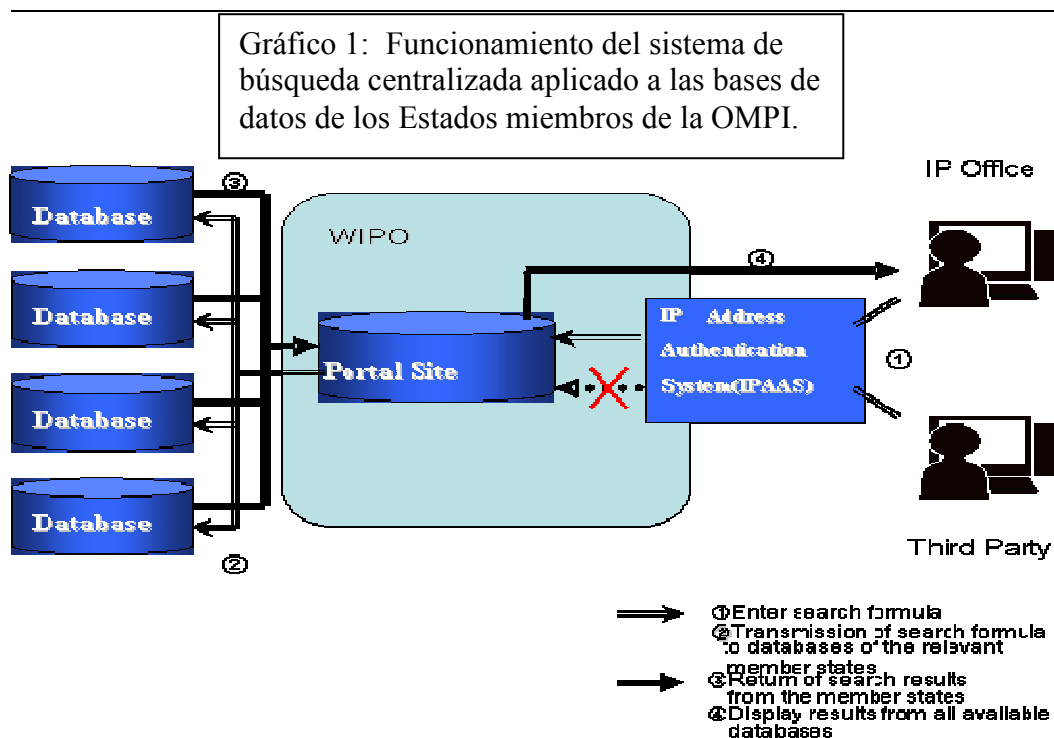 Gráfico 1:  Funcionamiento del sistema de
búsqueda centralizada aplicado a las bases de
datos de los Estados miembros de la OMPI.
IP Office
③
Database
WIPO
④
Database
IP Address
Authentication
System(IPAAS)
Portal Site
①
Database
Database
②
Third Party
①Enter search formula
②Transmission of search formula
to databases of the relevant
member states
③Return of search results
from the member states
④Display results from all available
databases